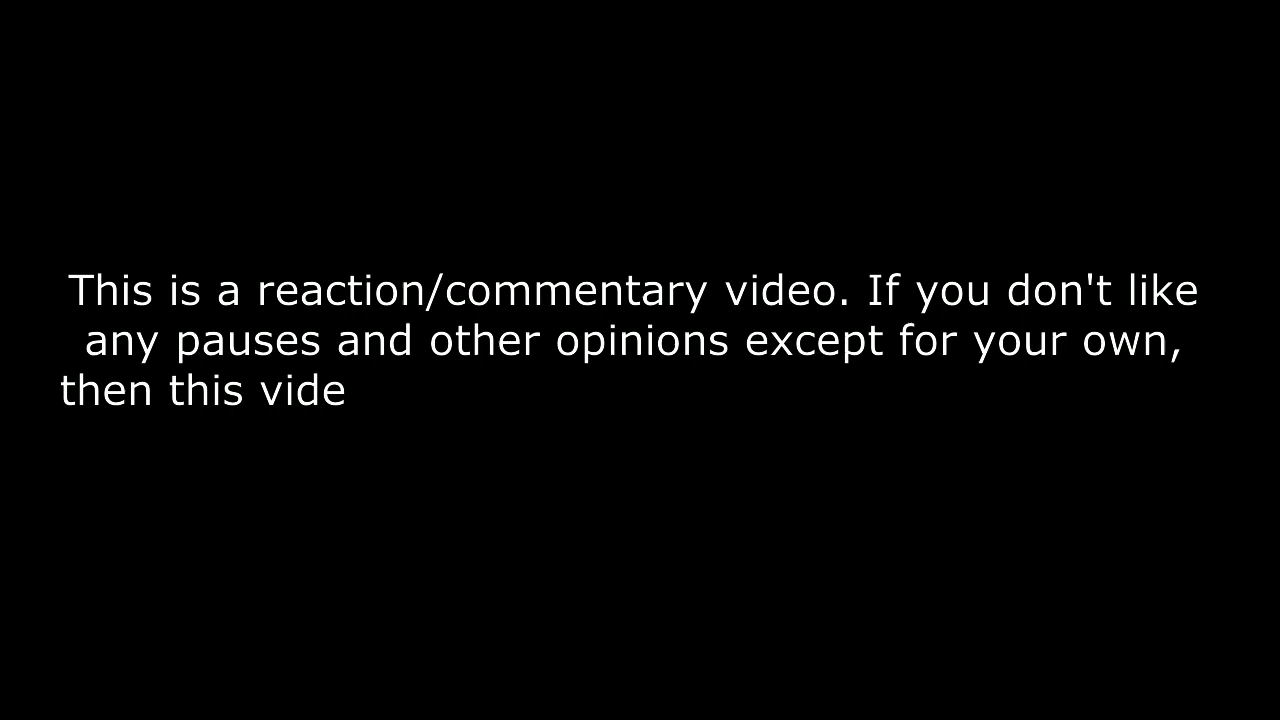 This is a reaction/commentary video. If you don't like
any pauses and other opinions except for your own,
then this vide